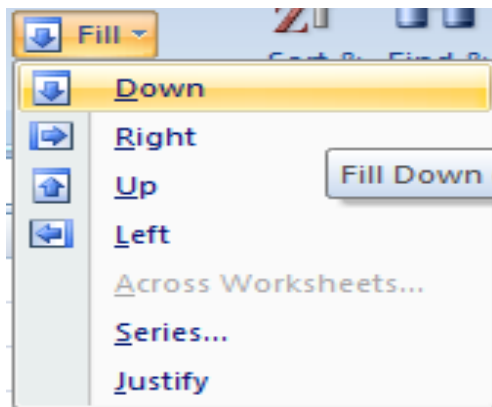 Fill
Down
Right
Fill Down
Up
Left
Across Worksheets...
Series...
Justify